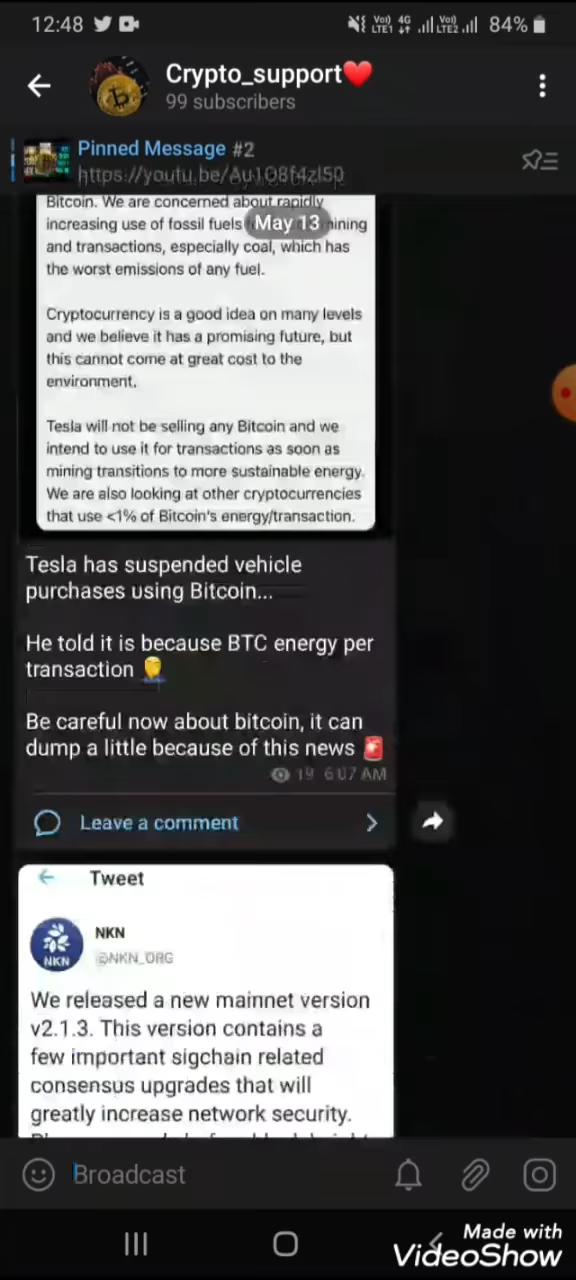 12:48
Vo))
LTE1
4G
Vo))
LTE2
84%
Crypto_support❤️
99 subscribers
Pinned Message #2
https://youtu.be/Au1O8f4zl50
Bitcoin. We are concerned about rapidly
May 13
increasing use of fossil fuels mining
and transactions, especially coal, which has
the worst emissions of any fuel.
Cryptocurrency is a good idea on many levels
and we believe it has a promising future, but
this cannot come at great cost to the
environment.
Tesla will not be selling any Bitcoin and we
intend to use it for transactions as soon as
mining transitions to more sustainable energy.
We are also looking at other cryptocurrencies
that use <1% of Bitcoin's energy/transaction.
Tesla has suspended vehicle
purchases using Bitcoin...
He told it is because BTC energy per
transaction 🤦‍♂️
Be careful now about bitcoin, it can
dump a little because of this news 🚨
19 6:07 AM
Leave a comment
Tweet
NKN
NKN
@NKN_ORG
We released a new mainnet version
v2.1.3. This version contains a
few important sigchain related
consensus upgrades that will
greatly increase network security.
Broadcast
Made with
VideoShow